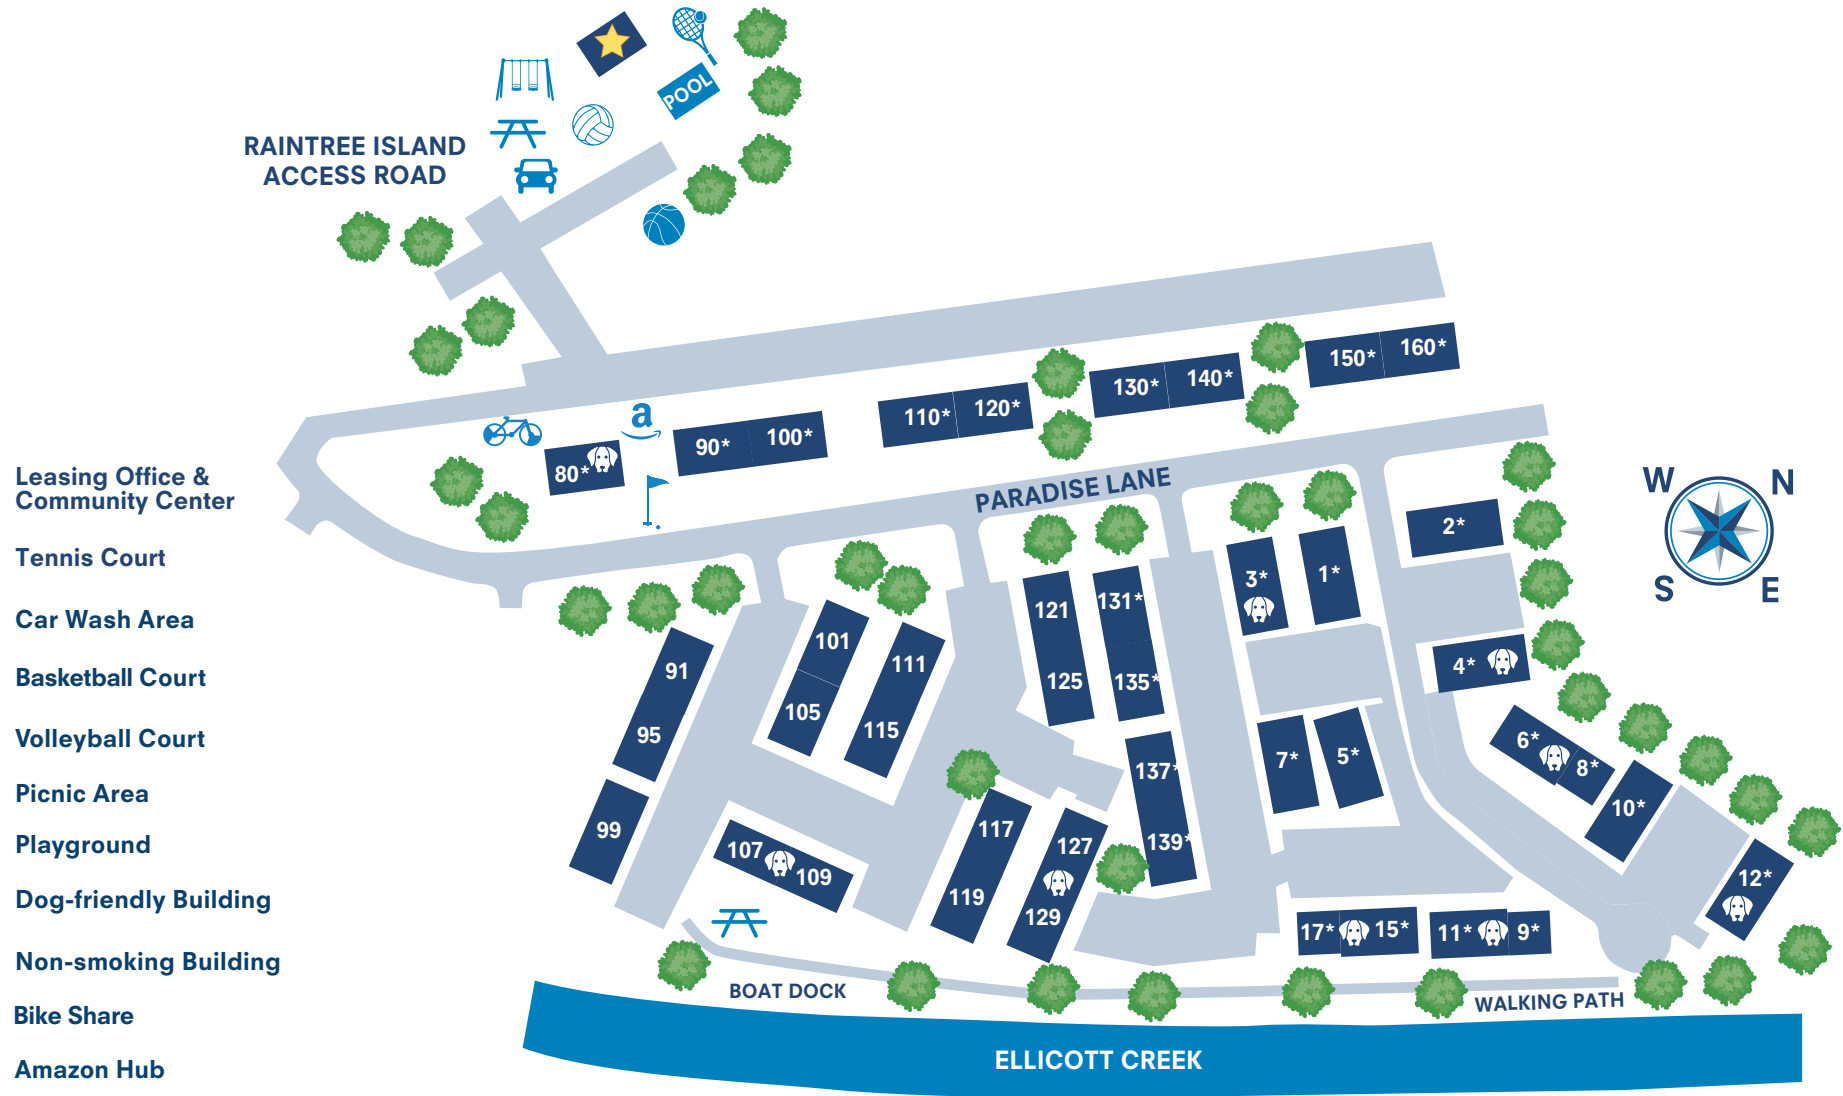 POOL
RAINTREE ISLAND
ACCESS ROAD
150*
160*
130*
140*
110*
120*
a
90*
100*
80*
PARADISE LANE
Leasing Office &
Community Center
W
N
S
E
2*
Tennis Court
3*
1*
121
131*
Car Wash Area
101
111
91
125
135*
4*
Basketball Court
105
115
95
Volleyball Court
6*
8*
7*
5*
137*
10*
Picnic Area
99
117
127
139*
Playground
107
109
12*
Dog-friendly Building
119
129
17*
15*
11*
9*
Non-smoking Building
BOAT DOCK
WALKING PATH
Bike Share
ELLICOTT CREEK
Amazon Hub